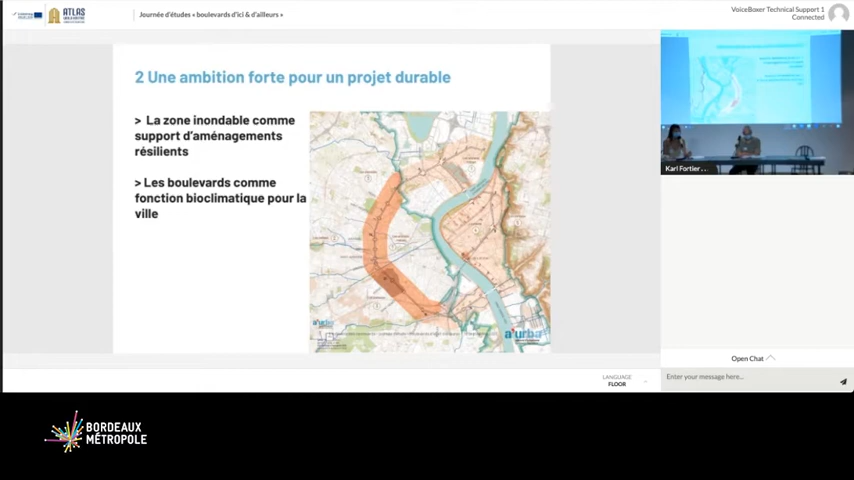 Interreg
ATLAS
Journée d'études « boulevards d'ici & d'ailleurs »
VoiceBoxer Technical Support 1
Connected
2 Une ambition forte pour un projet durable
> La zone inondable comme
support d'aménagements
résilients
> Les boulevards comme
fonction bioclimatique pour la
ville
a'urba
a'urba
Karl Fortier ...
Open Chat
Enter your message here...
LANGUAGE
FLOOR
BORDEAUX
MÉTROPOLE